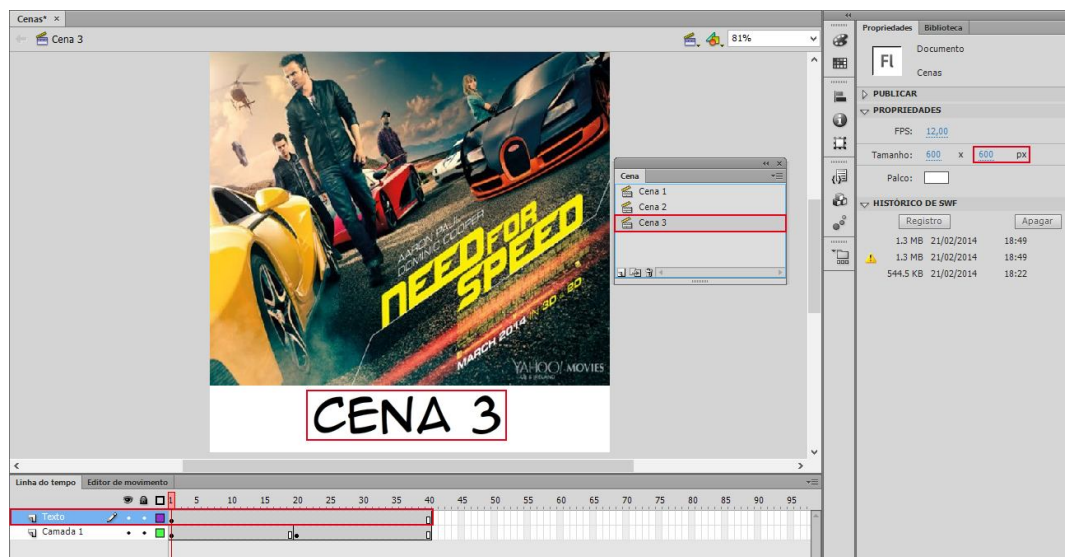 Cenas* ×
Cena 3
81%
AARON PAUL
DOMINIC COOPER
NEED FOR
SPEED
IN 3D
MARCH 2014
YAHOO! MOVIES
UK & IRELAND
CENA 3
Cena
Cena 1
Cena 2
Cena 3
Linha do tempo Editor de movimento
1 5 10 15 20 25 30 35 40 45 50 55 60 65 70 75 80 85 90 95
Texto
Camada 1
Propriedades Biblioteca
Fl
Documento
Cenas
PUBLICAR
PROPRIEDADES
FPS: 12,00
Tamanho: 600 x 600 px
Palco:
HISTÓRICO DE SWF
Registro Apagar
1.3 MB 21/02/2014 18:49
1.3 MB 21/02/2014 18:49
544.5 KB 21/02/2014 18:22